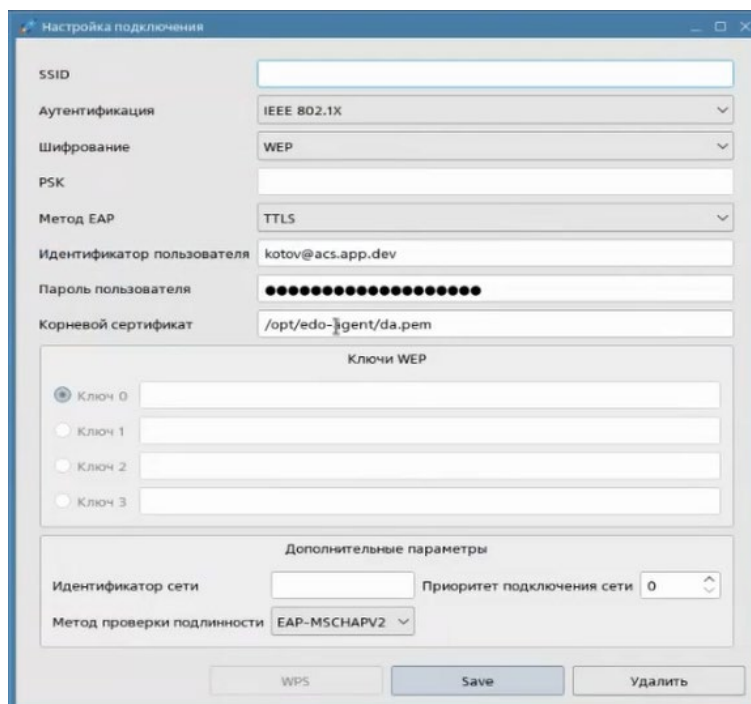 Настройка подключения
SSID
Аутентификация IEEE 802.1X
Шифрование WEP
PSK
Метод EAP TTLS
Идентификатор пользователя kotov@acs.app.dev
Пароль пользователя ●●●●●●●●●●●●●●●●●●●
Корневой сертификат /opt/edo-agent/da.pem
Ключи WEP
Ключ 0
Ключ 1
Ключ 2
Ключ 3
Дополнительные параметры
Идентификатор сети Приоритет подключения сети 0
Метод проверки подлинности EAP-MSCHAPV2
WPS Save Удалить